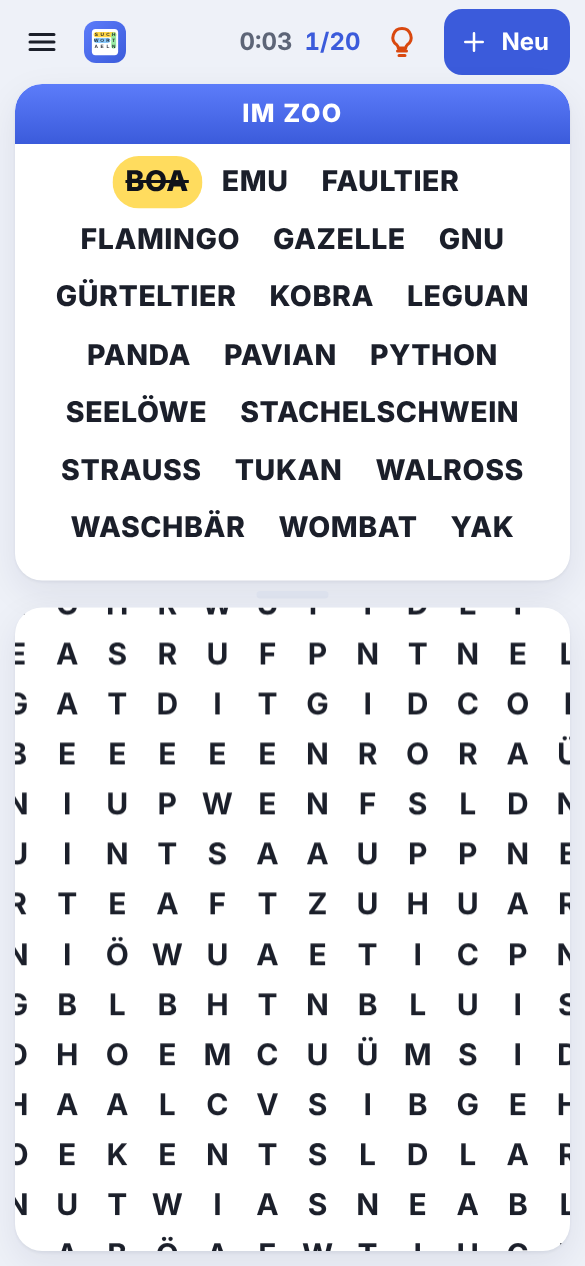 0:03 1/20 Neu
IM ZOO
BOA EMU FAULTIER
FLAMINGO GAZELLE GNU
GÜRTELTIER KOBRA LEGUAN
PANDA PAVIAN PYTHON
SEELÖWE STACHELSCHWEIN
STRAUSS TUKAN WALROSS
WASCHBÄR WOMBAT YAK
E A S R U F P N T N E L
G A T D I T G I D C O
B E E E E E N R O R A Ü
N I U P W E N F S L D N
U I N T S A A U P P N E
R T E A F T Z U H U A R
N I Ö W U A E T I C P N
G B L B H T N B L U I S
O H O E M C U Ü M S I D
H A A L C V S I B G E H
O E K E N T S L D L A R
N U T W I A S N E A B L